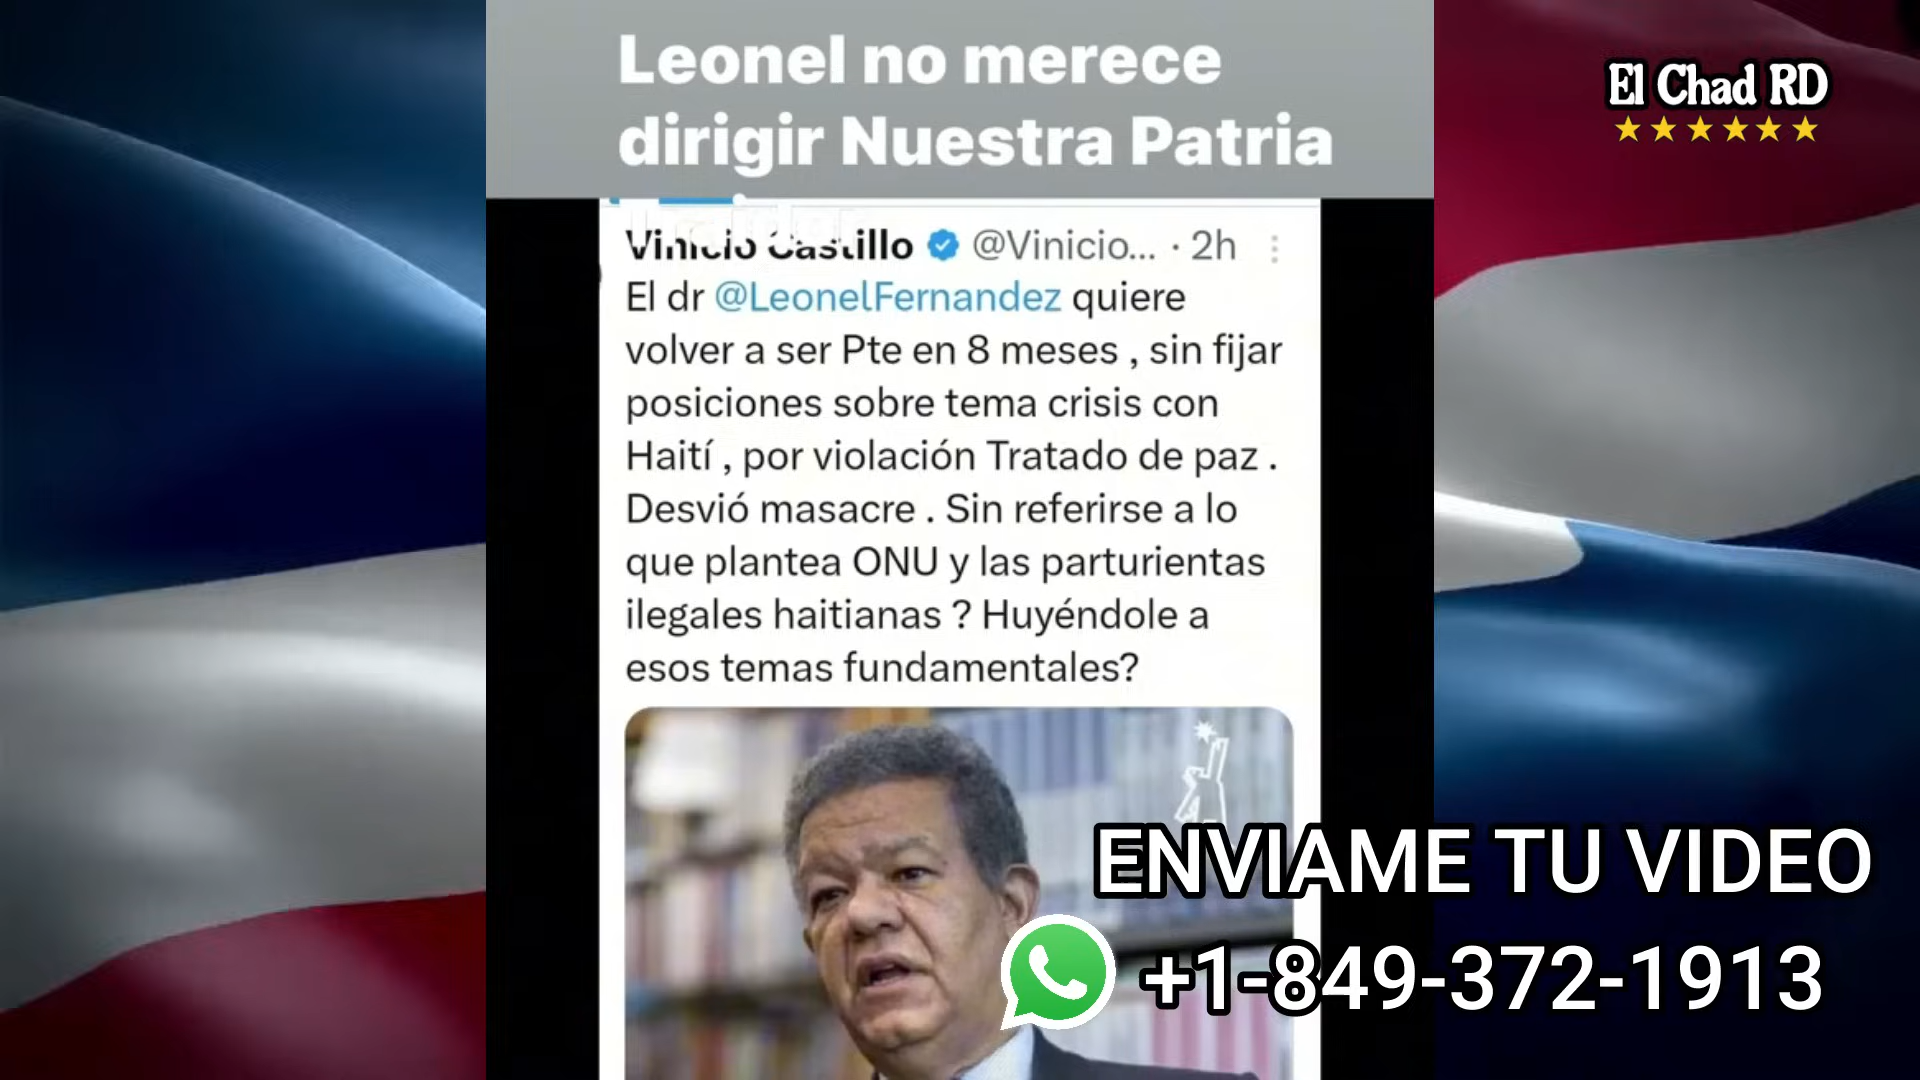 Leonel no merece
dirigir Nuestra Patria
El Chad RD
Vinicio Castillo @Vinicio... · 2h
El dr @LeonelFernandez quiere
volver a ser Pte en 8 meses , sin fijar
posiciones sobre tema crisis con
Haití , por violación Tratado de paz .
Desvió masacre . Sin referirse a lo
que plantea ONU y las parturientas
ilegales haitianas ? Huyéndole a
esos temas fundamentales?
ENVIAME TU VIDEO
+1-849-372-1913